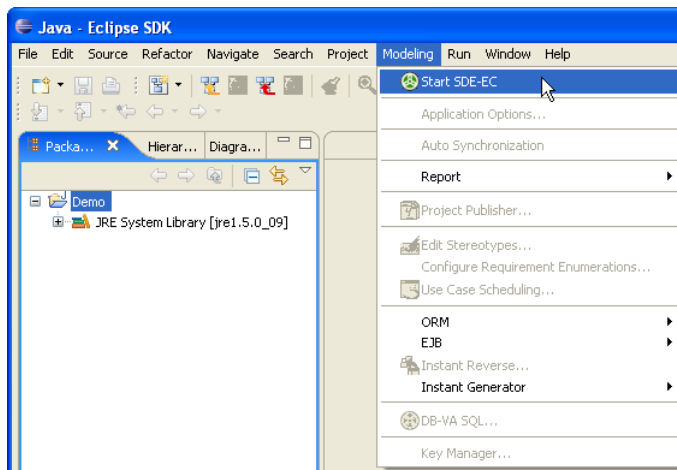 Java - Eclipse SDK
File Edit Source Refactor Navigate Search Project Modeling Run Window Help
Start SDE-EC
Application Options...
Auto Synchronization
Report
Project Publisher...
Edit Stereotypes...
Configure Requirement Enumerations...
Use Case Scheduling...
ORM
EJB
Instant Reverse...
Instant Generator
DB-VA SQL...
Key Manager...
Packa... Hierar... Diagra...
Demo
JRE System Library [jre1.5.0_09]